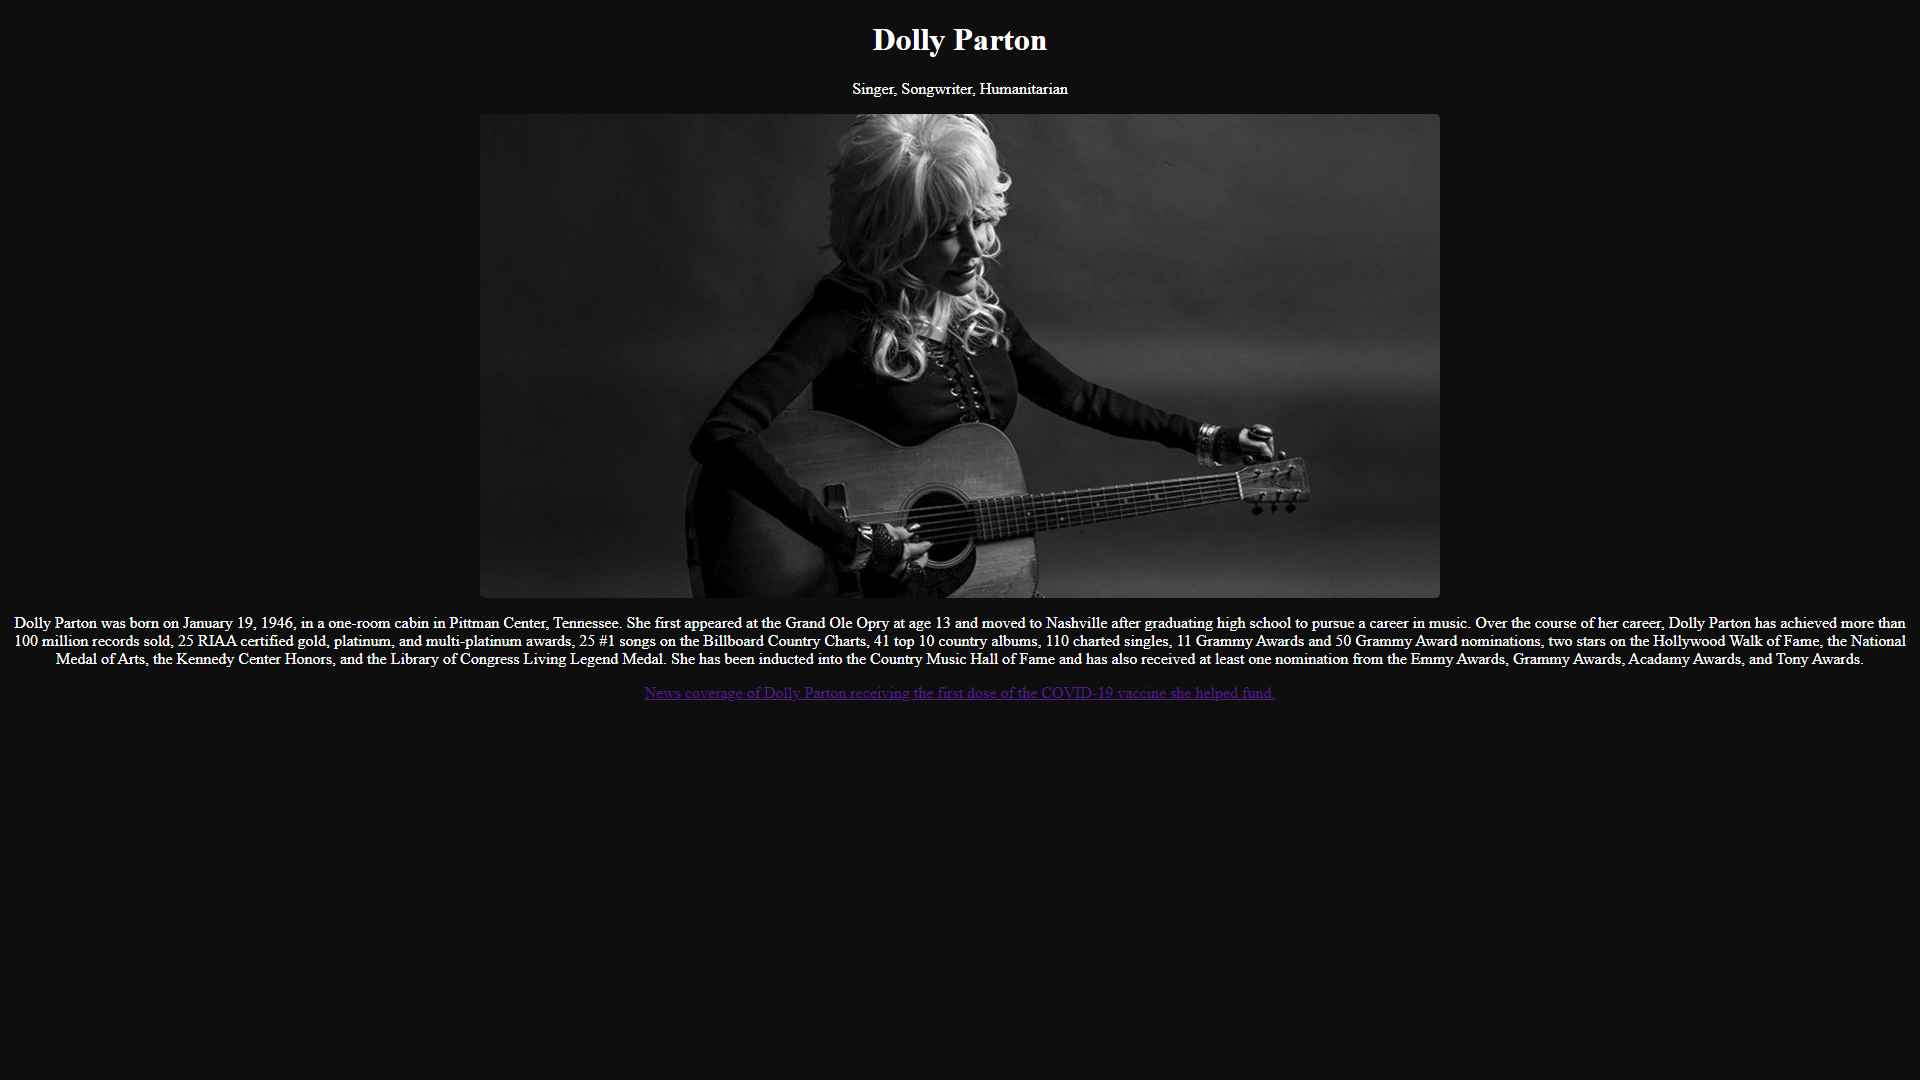 Dolly Parton
Singer, Songwriter, Humanitarian
Dolly Parton was born on January 19, 1946, in a one-room cabin in Pittman Center, Tennessee. She first appeared at the Grand Ole Opry at age 13 and moved to Nashville after graduating high school to pursue a career in music. Over the course of her career, Dolly Parton has achieved more than
100 million records sold, 25 RIAA certified gold, platinum, and multi-platinum awards, 25 #1 songs on the Billboard Country Charts, 41 top 10 country albums, 110 charted singles, 11 Grammy Awards and 50 Grammy Award nominations, two stars on the Hollywood Walk of Fame, the National
Medal of Arts, the Kennedy Center Honors, and the Library of Congress Living Legend Medal. She has been inducted into the Country Music Hall of Fame and has also received at least one nomination from the Emmy Awards, Grammy Awards, Acadamy Awards, and Tony Awards.
News coverage of Dolly Parton receiving the first dose of the COVID-19 vaccine she helped fund.